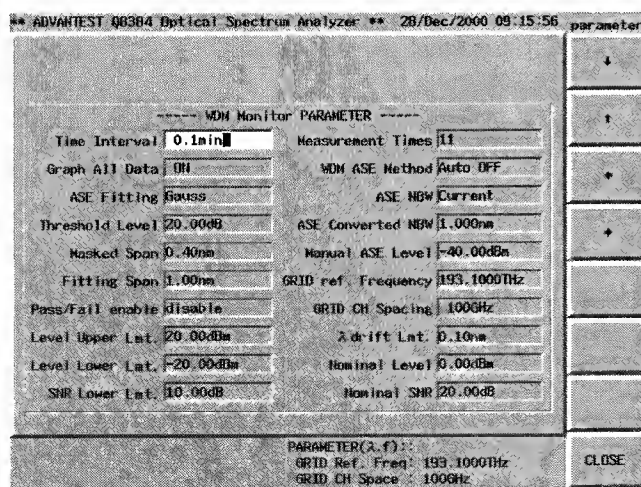 ** ADVANTEST Q8384 Optical Spectrum Analyzer ** 28/Dec/2000 09:15:56
parameter
----- WDM Monitor PARAMETER -----
Time Interval 0.1min Measurement Times 11
Graph All Data ON WDM ASE Method Auto OFF
ASE Fitting Gauss ASE NBW Current
Threshold Level 20.00dB ASE Converted NBW 1.000nm
Masked Span 0.40nm Manual ASE Level -40.00dBm
Fitting Span 1.00nm GRID ref. Frequency 193.1000THz
Pass/Fail enable disable GRID CH Spacing 100GHz
Level Upper Lmt. 20.00dBm λ drift Lmt. 0.10nm
Level Lower Lmt. -20.00dBm Nominal Level 0.00dBm
SNR Lower Lmt. 10.00dB Nominal SNR 20.00dB
PARAMETER(λ.f)::
GRID Ref. Freq: 193.1000THz
GRID CH Space : 100GHz
CLOSE